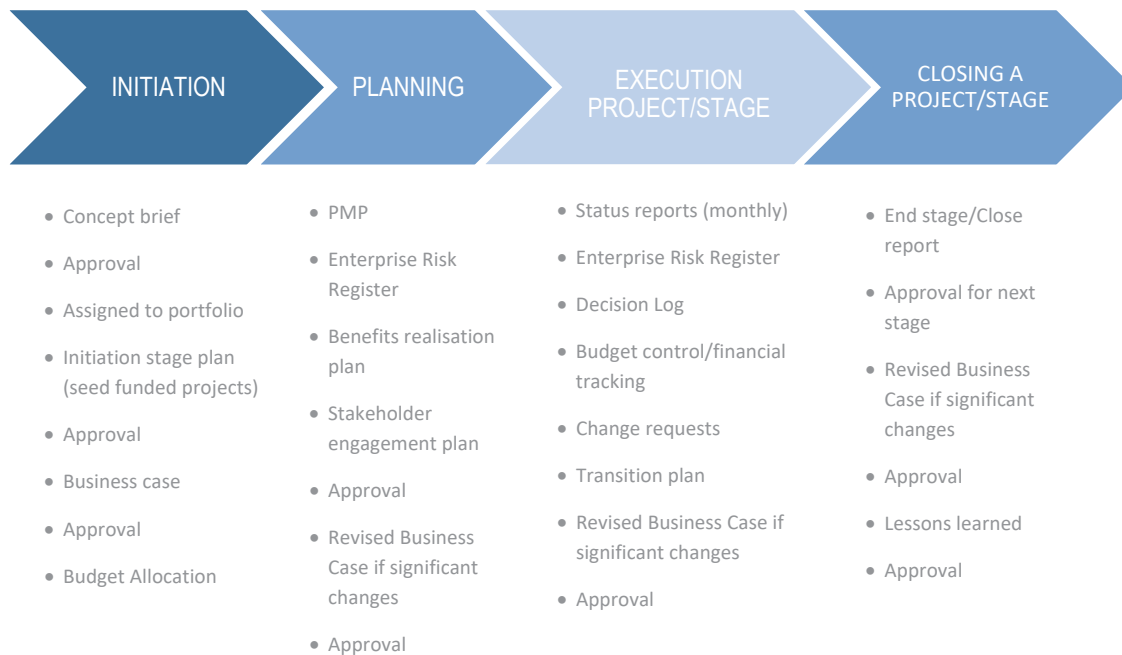 INITIATION
PLANNING
EXECUTION
PROJECT/STAGE
CLOSING A
PROJECT/STAGE
• Concept brief
• Approval
• Assigned to portfolio
• Initiation stage plan
(seed funded projects)
• Approval
• Business case
• Approval
• Budget Allocation
• PMP
• Enterprise Risk
Register
• Benefits realisation
plan
• Stakeholder
engagement plan
• Approval
• Revised Business
Case if significant
changes
• Approval
• Status reports (monthly)
• Enterprise Risk Register
• Decision Log
• Budget control/financial
tracking
• Change requests
• Transition plan
• Revised Business Case if
significant changes
• Approval
• End stage/Close
report
• Approval for next
stage
• Revised Business
Case if significant
changes
• Approval
• Lessons learned
• Approval